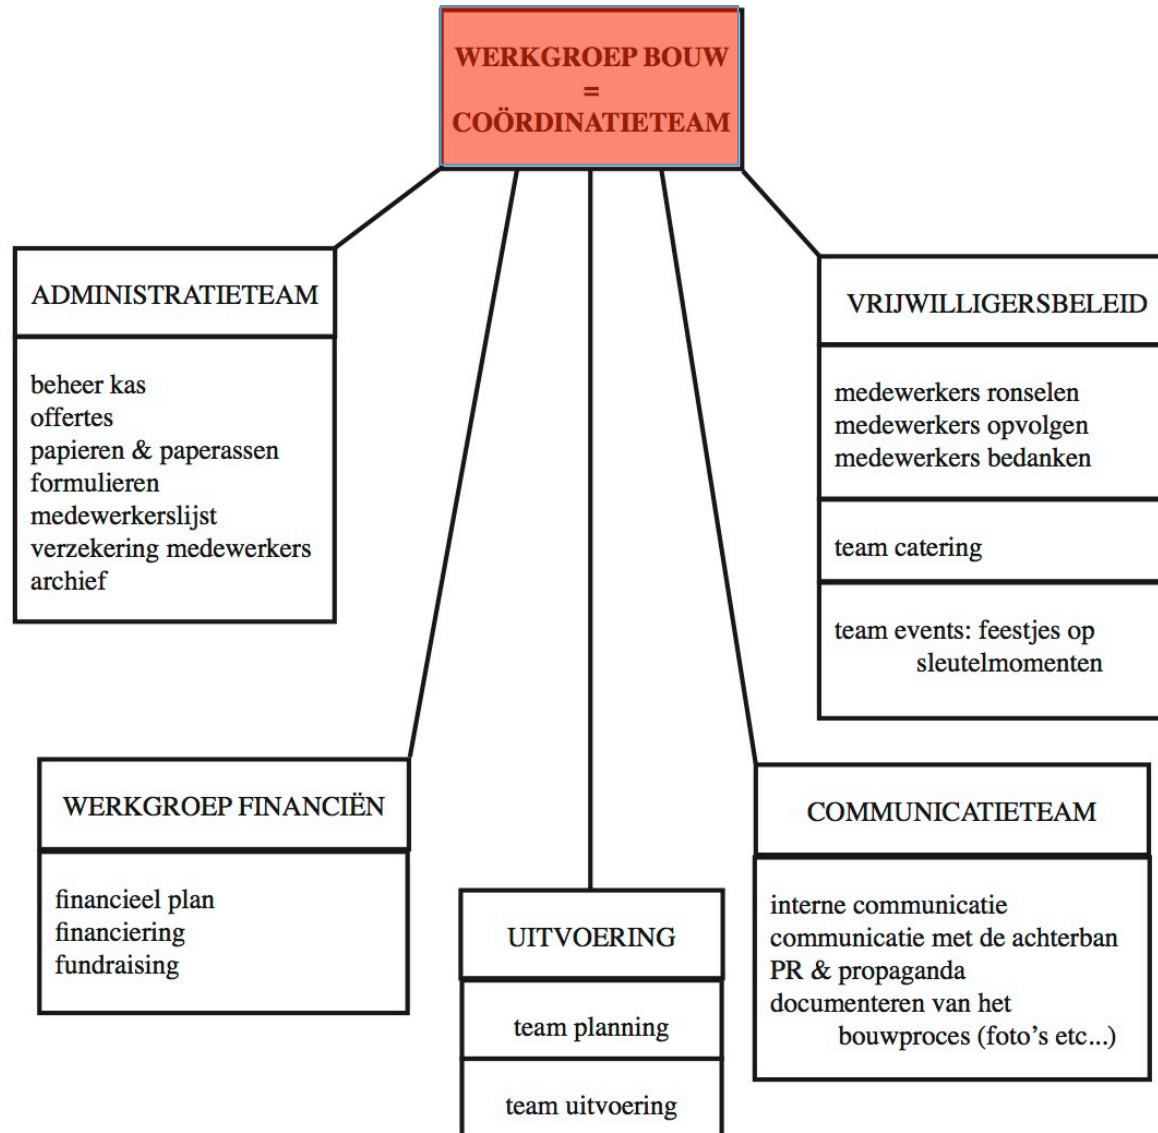 WERKGROEP BOUW
=
COÖRDINATIETEAM
ADMINISTRATIETEAM
beheer kas
offertes
papieren & paperassen
formulieren
medewerkerslijst
verzekering medewerkers
archief
VRIJWILLIGERSBELEID
medewerkers ronselen
medewerkers opvolgen
medewerkers bedanken
team catering
team events: feestjes op
sleutelmomenten
WERKGROEP FINANCIËN
financieel plan
financiering
fundraising
UITVOERING
team planning
team uitvoering
COMMUNICATIETEAM
interne communicatie
communicatie met de achterban
PR & propaganda
documenteren van het
bouwproces (foto’s etc...)